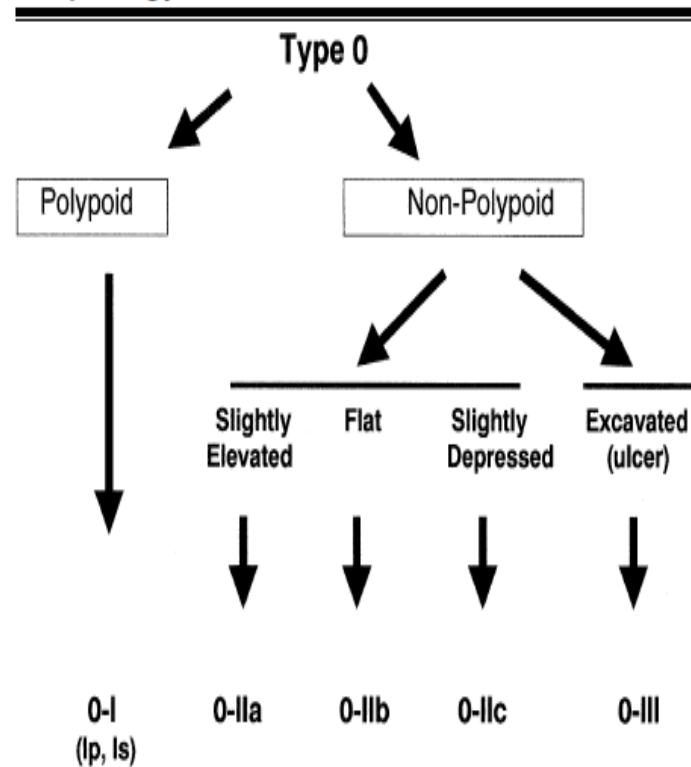 Type 0
Polypoid
Non-Polypoid
Slightly Elevated
Flat
Slightly Depressed
Excavated (ulcer)
0-I
(Ip, Is)
0-IIa
0-IIb
0-IIc
0-III